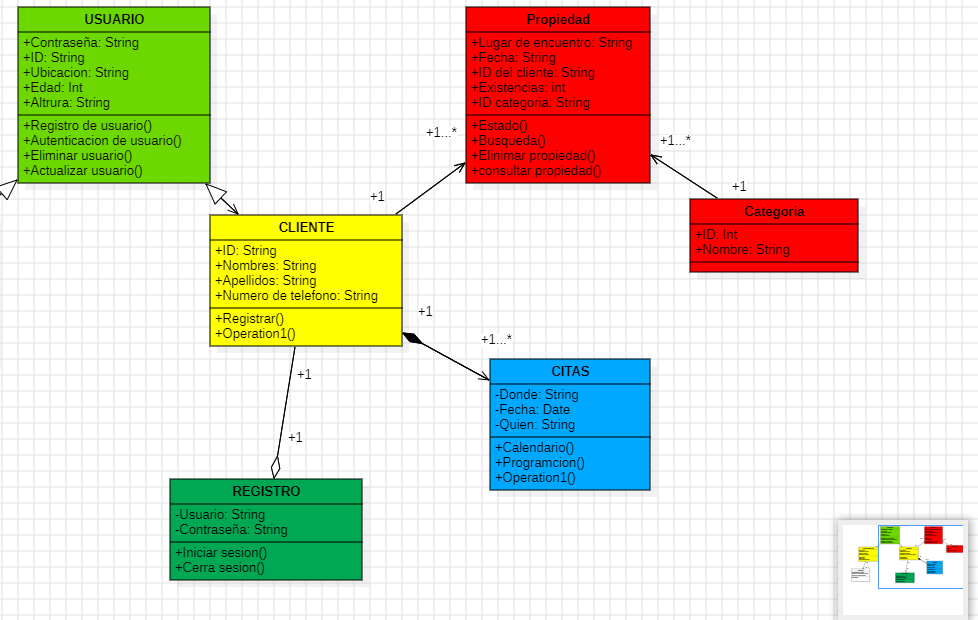 USUARIO
+Contraseña: String
+ID: String
+Ubicacion: String
+Edad: Int
+Altrura: String
+Registro de usuario()
+Autenticacion de usuario()
+Eliminar usuario()
+Actualizar usuario()
Propiedad
+Lugar de encuentro: String
+Fecha: String
+ID del cliente: String
+Existencias: int
+ID categoria: String
+Estado()
+Busqueda()
+Elinimar propiedad()
+consultar propiedad()
+1...*
+1...*
+1
+1
Categoria
+ID: Int
+Nombre: String
CLIENTE
+ID: String
+Nombres: String
+Apellidos: String
+Numero de telefono: String
+Registrar()
+Operation1()
+1
+1...*
CITAS
-Donde: String
-Fecha: Date
-Quien: String
+Calendario()
+Programcion()
+Operation1()
+1
+1
REGISTRO
-Usuario: String
-Contraseña: String
+Iniciar sesion()
+Cerra sesion()